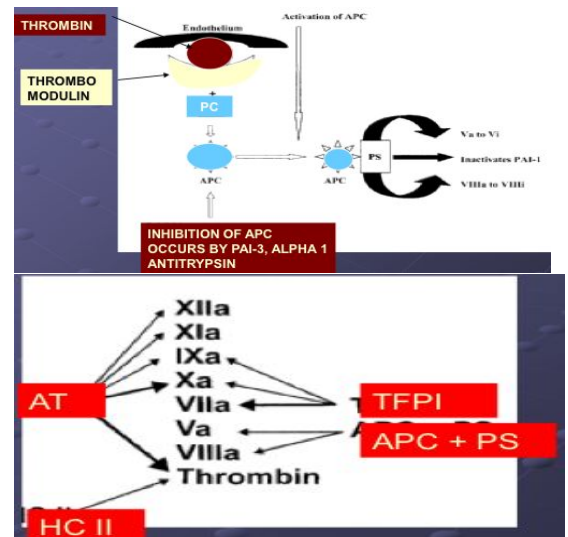 THROMBIN
Endothelium
Activation of APC
THROMBO
MODULIN
+
PC
Va to Vi
PS
Inactivates PAI-1
APC
APC
VIIIa to VIIIi
INHIBITION OF APC
OCCURS BY PAI-3, ALPHA 1
ANTITRYPSIN
XIIa
XIa
IXa
Xa
AT
VIIa
TFPI
Va
APC + PS
VIIIa
Thrombin
HC II